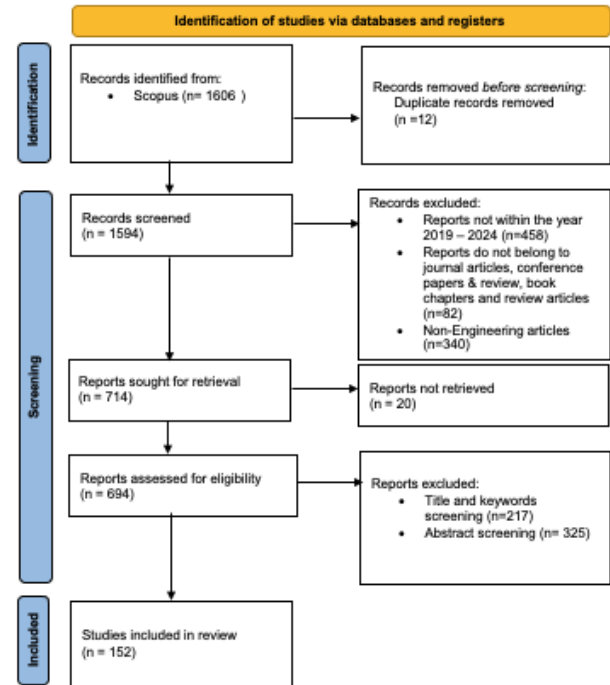 Identification of studies via databases and registers
Identification
Records identified from:
• Scopus (n= 1606 )
Records removed before screening:
Duplicate records removed
(n =12)
Screening
Records screened
(n = 1594)
Records excluded:
• Reports not within the year
2019 – 2024 (n=458)
• Reports do not belong to
journal articles, conference
papers & review, book
chapters and review articles
(n=82)
• Non-Engineering articles
(n=340)
Reports sought for retrieval
(n = 714)
Reports not retrieved
(n = 20)
Reports assessed for eligibility
(n = 694)
Reports excluded:
• Title and keywords
screening (n=217)
• Abstract screening (n= 325)
Included
Studies included in review
(n = 152)